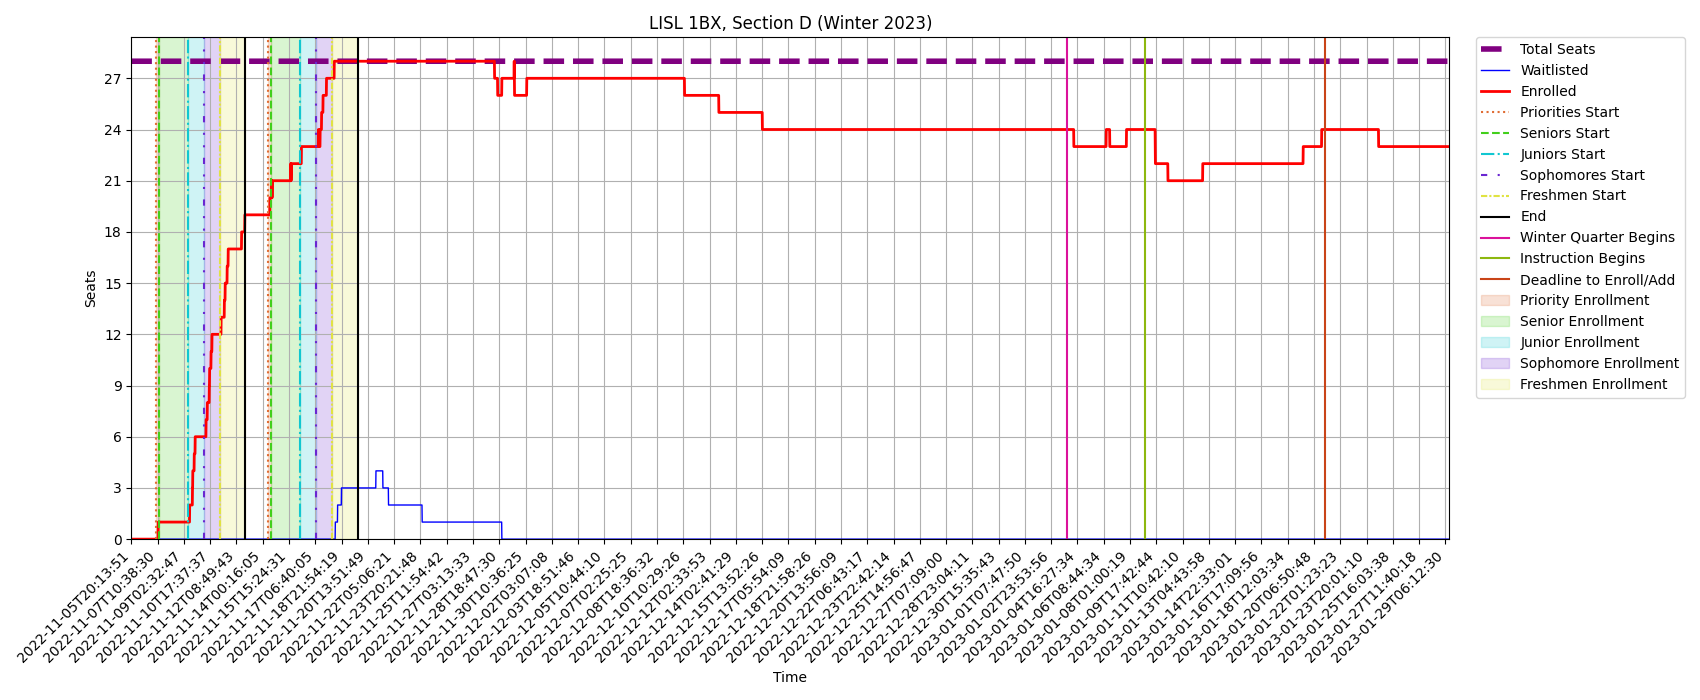 LISL 1BX, Section D (Winter 2023)
Total Seats
Waitlisted
Enrolled
Priorities Start
Seniors Start
Juniors Start
Sophomores Start
Freshmen Start
End
Winter Quarter Begins
Instruction Begins
Deadline to Enroll/Add
Priority Enrollment
Senior Enrollment
Junior Enrollment
Sophomore Enrollment
Freshmen Enrollment
Seats
27
24
21
18
15
12
9
6
3
0
2022-11-05T20:13:51
2022-11-07T10:38:30
2022-11-09T02:32:47
2022-11-10T17:37:37
2022-11-12T08:49:43
2022-11-14T00:16:05
2022-11-15T15:24:31
2022-11-17T06:40:05
2022-11-18T21:54:19
2022-11-20T13:51:49
2022-11-22T05:06:21
2022-11-23T20:21:48
2022-11-25T11:54:42
2022-11-27T03:13:33
2022-11-28T18:47:30
2022-11-30T10:36:25
2022-12-02T03:07:08
2022-12-03T18:51:46
2022-12-05T10:44:10
2022-12-07T02:25:25
2022-12-08T18:36:32
2022-12-10T10:29:26
2022-12-12T02:33:53
2022-12-14T02:41:29
2022-12-15T13:52:26
2022-12-17T05:54:09
2022-12-18T21:58:26
2022-12-20T13:56:09
2022-12-22T06:43:17
2022-12-23T22:42:14
2022-12-25T14:56:47
2022-12-27T07:09:00
2022-12-28T23:04:11
2022-12-30T15:35:43
2023-01-01T07:47:50
2023-01-02T23:53:56
2023-01-04T16:27:34
2023-01-06T08:44:34
2023-01-08T01:00:19
2023-01-09T17:42:44
2023-01-11T10:42:10
2023-01-13T04:43:58
2023-01-14T22:33:01
2023-01-16T17:09:56
2023-01-18T12:03:34
2023-01-20T06:50:48
2023-01-22T01:23:23
2023-01-23T20:01:10
2023-01-25T16:03:38
2023-01-27T11:40:18
2023-01-29T06:12:30
Time